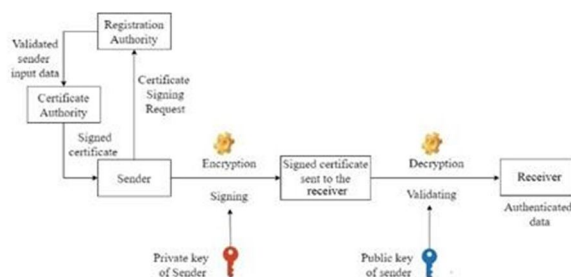 Registration
Authority
Validated
sender
input data
Certificate
Signing
Request
Certificate
Authority
Signed
certificate
Sender
Encryption
Signing
Signed certificate
sent to the
receiver
Decryption
Validating
Receiver
Authenticated
data
Private key
of Sender
Public key
of sender